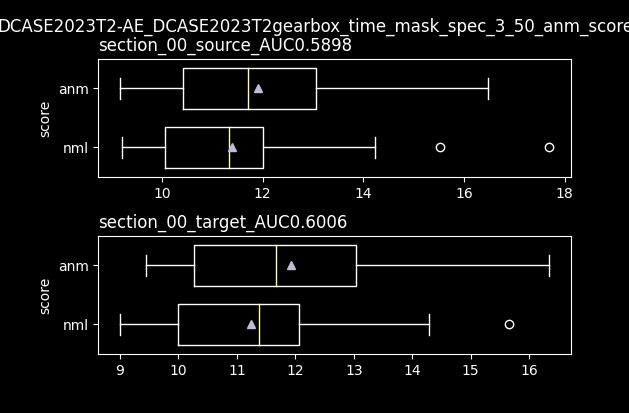 DCASE2023T2-AE_DCASE2023T2gearbox_time_mask_spec_3_50_anm_score
section_00_source_AUC0.5898
anm
score
nml
10 12 14 16 18
section_00_target_AUC0.6006
anm
score
nml
9 10 11 12 13 14 15 16